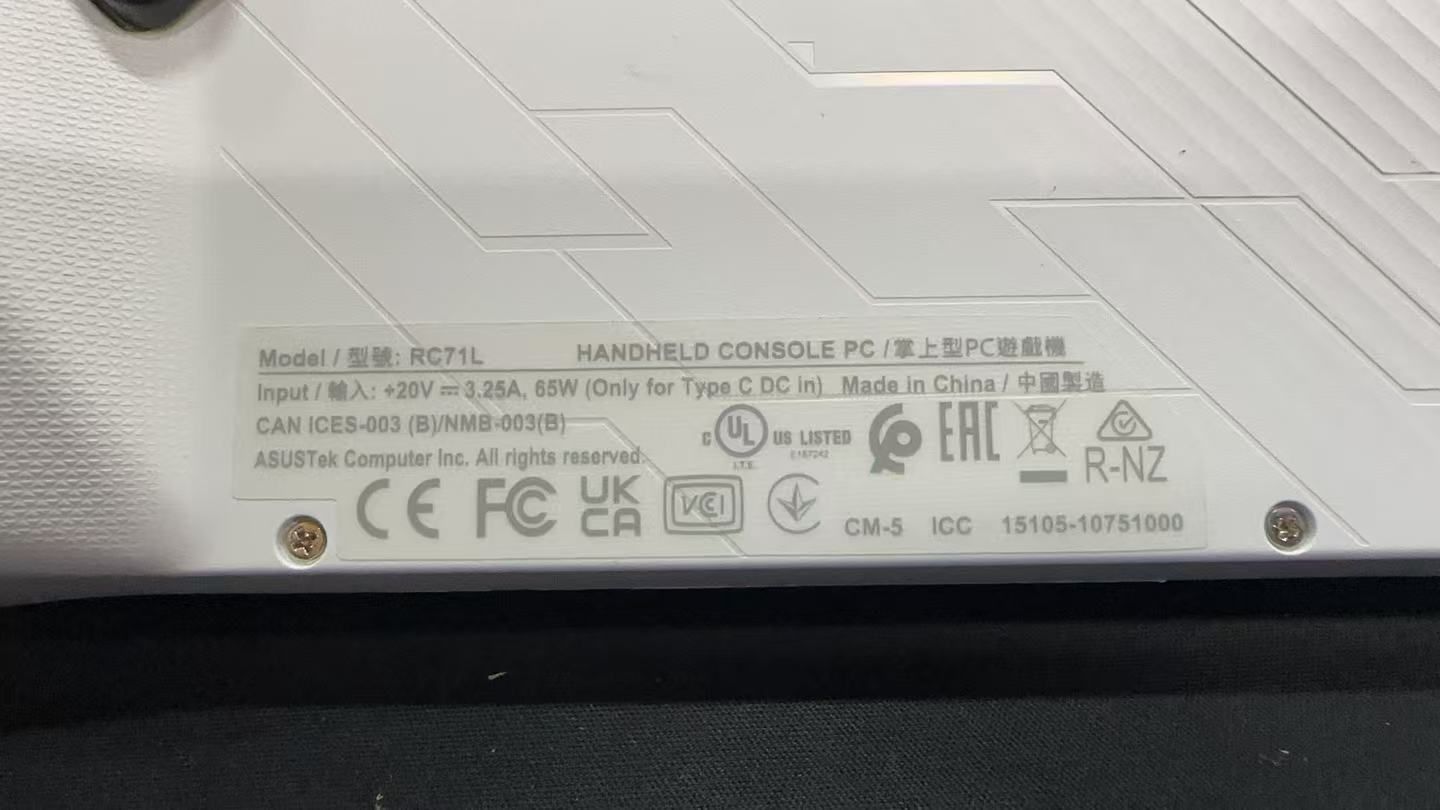 Model / 型號: RC71L HANDHELD CONSOLE PC / 掌上型PC遊戲機
Input / 輸入: +20V ⎓ 3.25A, 65W (Only for Type C DC in) Made in China / 中國製造
CAN ICES-003 (B)/NMB-003(B)
C UL US LISTED
E157242
I.T.E.
EAC
R-NZ
ASUSTek Computer Inc. All rights reserved.
CE FC UK CA VCCI
CM-5 ICC 15105-10751000